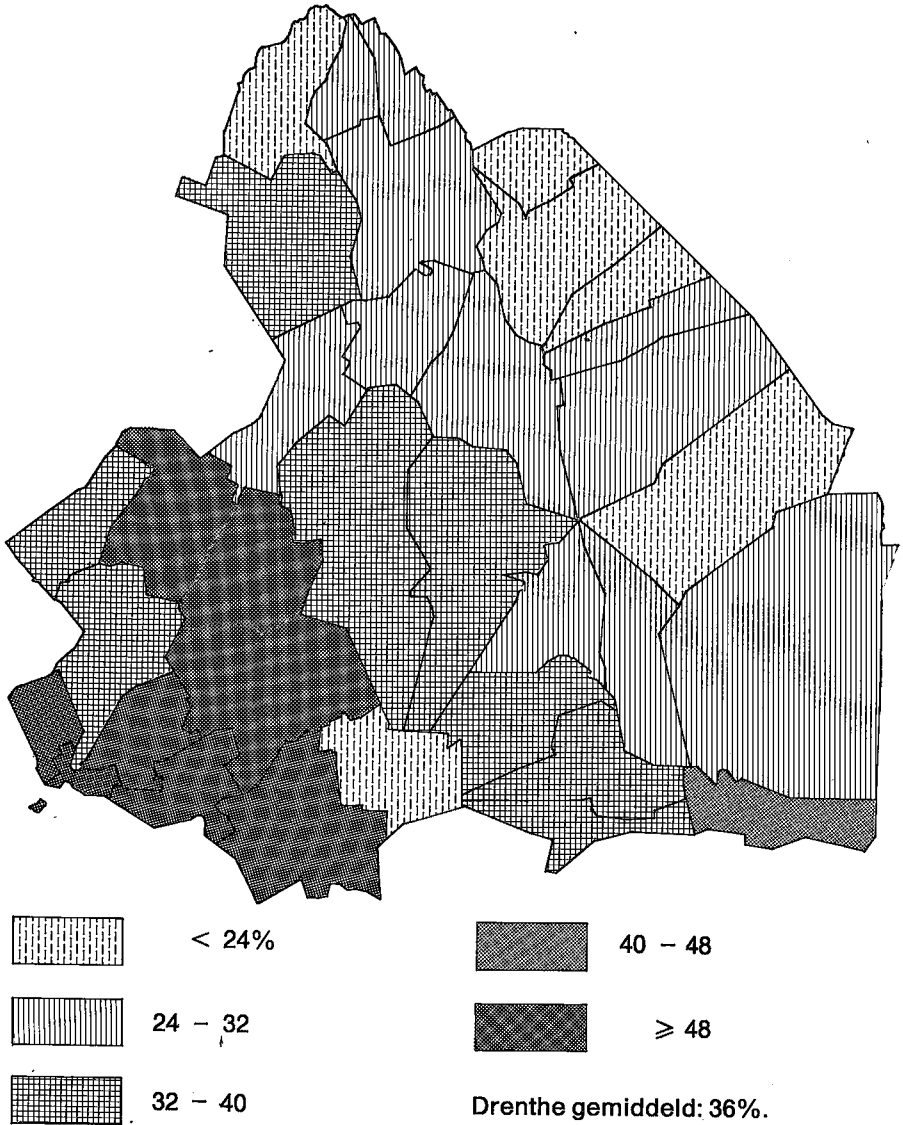 < 24%
24 – 32
32 – 40
40 – 48
⩾ 48
Drenthe gemiddeld: 36%.